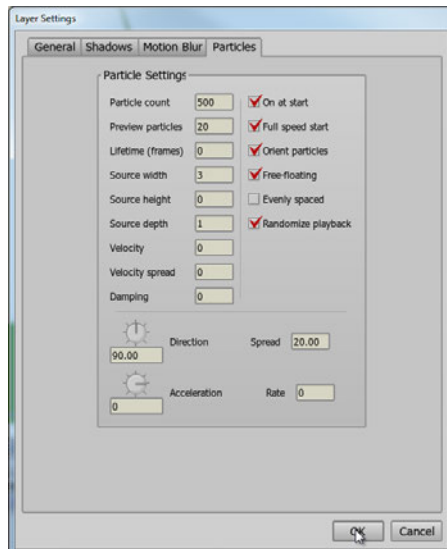 Layer Settings
General Shadows Motion Blur Particles
Particle Settings
Particle count 500 On at start
Preview particles 20 Full speed start
Lifetime (frames) 0 Orient particles
Source width 3 Free-floating
Source height 0 Evenly spaced
Source depth 1 Randomize playback
Velocity 0
Velocity spread 0
Damping 0
90.00 Direction Spread 20.00
0 Acceleration Rate 0
OK Cancel